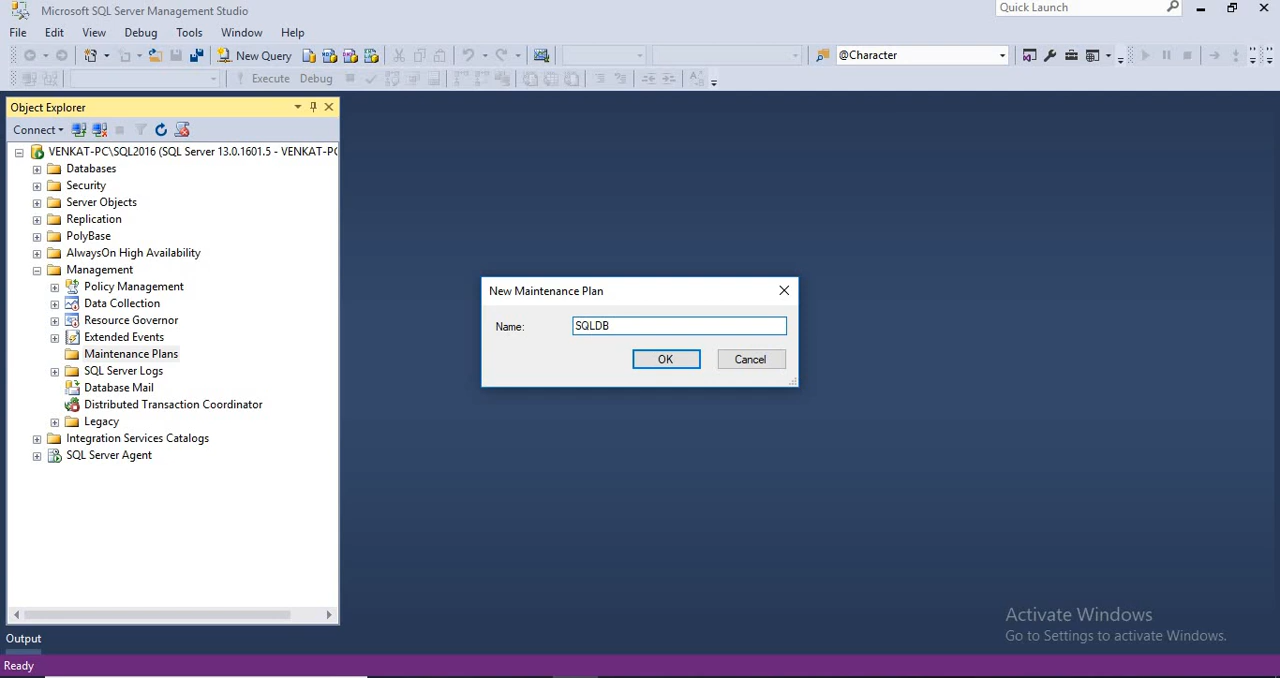 Microsoft SQL Server Management Studio
Quick Launch
File Edit View Debug Tools Window Help
New Query
@Character
Execute Debug
Object Explorer
Connect
VENKAT-PC\SQL2016 (SQL Server 13.0.1601.5 - VENKAT-PC
Databases
Security
Server Objects
Replication
PolyBase
AlwaysOn High Availability
Management
Policy Management
Data Collection
Resource Governor
Extended Events
Maintenance Plans
SQL Server Logs
Database Mail
Distributed Transaction Coordinator
Legacy
Integration Services Catalogs
SQL Server Agent
New Maintenance Plan
Name: SQLDB
OK Cancel
Activate Windows
Go to Settings to activate Windows.
Output
Ready